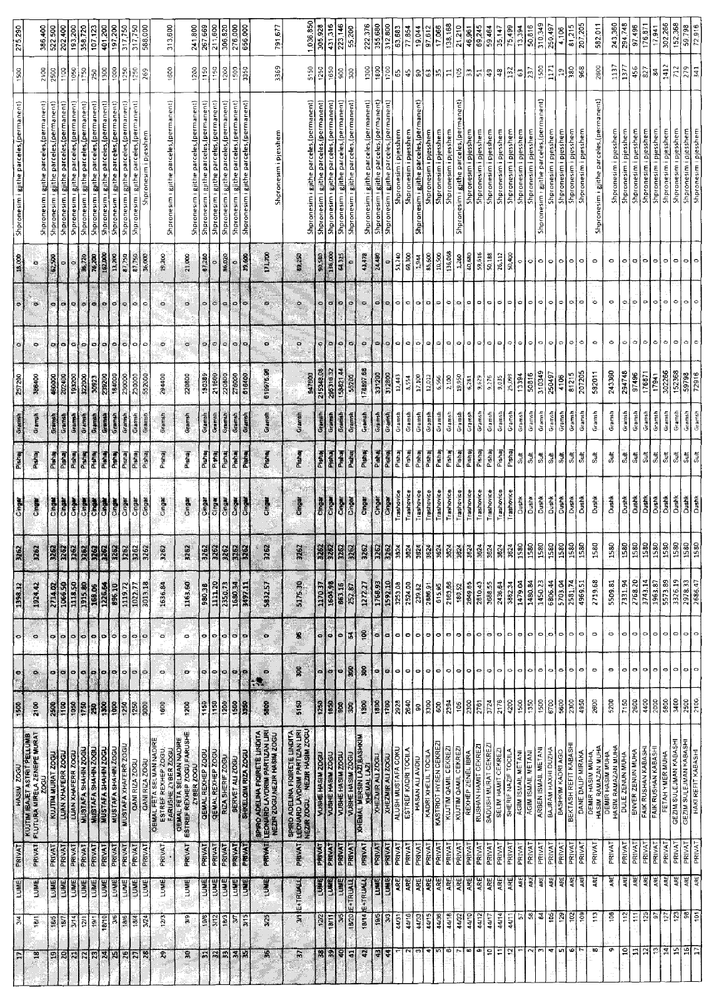 17 3/4 LUME PRIVAT HASIM ZOGU 1500 0 0 1398.32 3262 Cingar Pishaj Gramsh 257200 0 0 18,000 Shpronesim i gjithe parceles,(permanent) 1500 275,290
18 18/1 LUME PRIVAT KUJTIM IBAJET ASTRIT PELLUMB FLUTURA MIRELA ZENEPE MURAT ZOGU 2100 0 0 1924.42 3262 Cingar Pishaj Gramsh 386400 0 0 0 Shpronesim i gjithe parceles,(permanent) 2100 386,400
19 18/5 LUME PRIVAT KUJTIM MURAT ZOGU 2500 0 0 2714.02 3262 Cingar Pishaj Gramsh 460000 0 0 62,500 Shpronesim i gjithe parceles,(permanent) 2500 522,500
20 18/7 LUME PRIVAT LUAN XHAFERR ZOGU 1100 0 0 1066.50 3262 Cingar Pishaj Gramsh 202400 0 0 0 Shpronesim i gjithe parceles,(permanent) 1100 202,400
21 3/14 LUME PRIVAT LUAN XHAFERR ZOGU 1050 0 0 1118.50 3262 Cingar Pishaj Gramsh 193200 0 0 0 Shpronesim i gjithe parceles,(permanent) 1050 193,200
22 12/1 LUME PRIVAT MUSTAFA SHAHIN ZOGU 1750 0 0 1915.80 3262 Cingar Pishaj Gramsh 322000 0 0 36,720 Shpronesim i gjithe parceles,(permanent) 1750 358,720
23 19/1 LUME PRIVAT MUSTAFA SHAHIN ZOGU 250 0 0 168.06 3262 Cingar Pishaj Gramsh 30923 0 0 76,200 Shpronesim i gjithe parceles,(permanent) 250 107,123
24 18/10 LUME PRIVAT MUSTAFA SHAHIN ZOGU 1300 0 0 1226.64 3262 Cingar Pishaj Gramsh 239200 0 0 162,000 Shpronesim i gjithe parceles,(permanent) 1300 401,200
25 3/6 LUME PRIVAT MUSTAFA SHAHIN ZOGU 1000 0 0 896.10 3262 Cingar Pishaj Gramsh 184000 0 0 13,200 Shpronesim i gjithe parceles,(permanent) 1000 197,200
26 18/6 LUME PRIVAT MUSTAFA XHAFERR ZOGU 1250 0 0 1119.72 3262 Cingar Pishaj Gramsh 230000 0 0 87,750 Shpronesim i gjithe parceles,(permanent) 1250 317,750
27 18/4 LUME PRIVAT QANI RIZA ZOGU 1250 0 0 1022.77 3262 Cingar Pishaj Gramsh 230000 0 0 87,750 Shpronesim i gjithe parceles,(permanent) 1250 317,750
28 3/24 LUME PRIVAT QANI RIZA ZOGU 3000 0 0 3013.18 3262 Cingar Pishaj Gramsh 552000 0 0 36,000 Shpronesim i pjesshem 269 588,000
29 12/3 LUME PRIVAT QEMAL FETA SELMAN NADIRE ESTREF REXHEP ZOGU, FARUSHE ZYBER ZOGU 1600 0 0 1636.84 3262 Cingar Pishaj Gramsh 294400 0 0 19,200 Shpronesim i gjithe parceles,(permanent) 1600 313,600
30 3/9 LUME PRIVAT QEMAL FETA SELMAN NADIRE ESTREF REXHEP ZOGU FARUSHE ZYBER ZOGU 1200 0 0 1163.60 3262 Cingar Pishaj Gramsh 220800 0 0 21,000 Shpronesim i gjithe parceles,(permanent) 1200 241,800
31 19/8 LUME PRIVAT QEMAL REXHEP ZOGU 1150 0 0 980.38 3262 Cingar Pishaj Gramsh 180389 0 0 87,280 Shpronesim i gjithe parceles,(permanent) 1150 267,669
32 3/12 LUME PRIVAT QEMAL REXHEP ZOGU 1150 0 0 1111.20 3262 Cingar Pishaj Gramsh 211600 0 0 0 Shpronesim i gjithe parceles,(permanent) 1150 211,600
33 18/3 LUME PRIVAT RIZA SHERIF ZOGU 1200 0 0 2350.73 3262 Cingar Pishaj Gramsh 220800 0 0 86,020 Shpronesim i gjithe parceles,(permanent) 1200 306,820
34 3/7 LUME PRIVAT SERVET ALI ZOGU 1500 0 0 1680.34 3262 Cingar Pishaj Gramsh 276000 0 0 0 Shpronesim i gjithe parceles,(permanent) 1500 276,000
35 3/15 LUME PRIVAT SHKELQIM RIZA ZOGU 3350 0 0 3497.11 3262 Cingar Pishaj Gramsh 616400 0 0 39,600 Shpronesim i gjithe parceles,(permanent) 3350 656,000
36 3/25 LUME PRIVAT SPIRO ADELINA FIQIRETE LINDITA LEONARD LAVDRIM PARTIZAN LIRI NEZIR ZOGU NEZIR HASIM ZOGU 5800 0 0 5832.57 3262 Cingar Pishaj Gramsh 619975.98 0 0 171,700 Shpronesim i pjesshem 3369 791,677
37 3/1 RE+TRUALL PRIVAT SPIRO ADELINA FIQIRETE LINDITA LEONARD LAVDRIM PARTIZAN LIRI NEZIR ZOGU, NEZIR HASIM ZOGU 5150 300 96 5175.30 3262 Cingar Pishaj Gramsh 947600 0 0 89,250 Shpronesim i gjithe parceles,(permanent) 5150 1,036,850
38 12/2 LUME PRIVAT VUSHE HASIM ZOGU 1250 0 0 1170.37 3262 Cingar Pishaj Gramsh 215348.08 0 0 90,580 Shpronesim i gjithe parceles,(permanent) 1250 305,928
39 18/11 LUME PRIVAT VUSHE HASIM ZOGU 1650 0 0 1604.98 3262 Cingar Pishaj Gramsh 295316.32 0 0 136,000 Shpronesim i gjithe parceles,(permanent) 1650 431,316
40 3/5 LUME PRIVAT VUSHE HASIM ZOGU 900 0 0 863.16 3262 Cingar Pishaj Gramsh 158821.44 0 0 64,325 Shpronesim i gjithe parceles,(permanent) 900 223,146
41 18/20 RE+TRUALL PRIVAT VUSHE HASIM ZOGU 300 300 54 257.87 3262 Cingar Pishaj Gramsh 55200 0 0 0 Shpronesim i gjithe parceles,(permanent) 300 55,200
42 18/14 RE+TRUALL PRIVAT XHEMAL MERSIN LAZI BASHKIM XHEMAL LAZI 1300 300 100 1272.27 3262 Cingar Pishaj Gramsh 178897.68 0 0 43,478 Shpronesim i gjithe parceles,(permanent) 1300 222,376
43 19/5 LUME PRIVAT XHEZMIR ALI ZOGU 1800 0 0 1768.93 3262 Cingar Pishaj Gramsh 331200 0 0 24,480 Shpronesim i gjithe parceles,(permanent) 1800 355,680
44 3/3 LUME PRIVAT XHEZMIR ALI ZOGU 1700 0 0 1592.10 3262 Cingar Pishaj Gramsh 312800 0 0 0 Shpronesim i gjithe parceles,(permanent) 1700 312,800
1 44/31 ARE PRIVAT ALUSH MUSTAFA COKU 2928 0 0 3253.08 3624 Trashovice Pishaj Gramsh 12,443 0 0 51,240 Shpronesim i pjesshem 65 63,683
2 44/16 ARE PRIVAT ESTREF KADRI TOCILA 2640 0 0 2524.00 3624 Trashovice Pishaj Gramsh 8,554 0 0 69,300 Shpronesim i pjesshem 45 77,854
3 44/23 ARE PRIVAT HASAN ALI AVDIU 90 0 0 239.82 3624 Trashovice Pishaj Gramsh 17,100 0 0 1,944 Shpronesim i gjithe parceles,(permanent) 90 19,044
4 44/15 ARE PRIVAT KADRI XHELIL TOCILA 3300 0 0 2886.91 3624 Trashovice Pishaj Gramsh 12,012 0 0 85,600 Shpronesim i pjesshem 63 97,612
5 44/36 ARE PRIVAT KASTRIOT HYSEN CEKREZI 600 0 0 615.95 3624 Trashovice Pishaj Gramsh 6,566 0 0 10,500 Shpronesim i pjesshem 35 17,066
6 44/18 ARE PRIVAT KUJTIM QAMIL CEKREZI 2394 0 0 2183.66 3624 Trashovice Pishaj Gramsh 2,100 0 0 136,068 Shpronesim i pjesshem 11 138,168
7 44/22 ARE PRIVAT KUJTIM QAMIL CEKREZI 105 0 0 180.52 3624 Trashovice Pishaj Gramsh 19,950 0 0 1,260 Shpronesim i gjithe parceles,(permanent) 105 21,210
8 44/10 ARE PRIVAT REXHEP ZENEL IBRA 2300 0 0 2649.65 3624 Trashovice Pishaj Gramsh 6,281 0 0 40,680 Shpronesim i pjesshem 33 46,961
9 44/12 ARE PRIVAT RUSHAN HAMIT CEKREZI 2761 0 0 2810.43 3624 Trashovice Pishaj Gramsh 9,629 0 0 59,616 Shpronesim i pjesshem 51 69,245
10 44/17 ARE PRIVAT SADUSH MURAT CEKREZI 3724 0 0 3688.55 3624 Trashovice Pishaj Gramsh 9,276 0 0 50,188 Shpronesim i pjesshem 49 59,464
11 44/14 ARE PRIVAT SELIM HAMIT CEKREZI 2176 0 0 2436.64 3624 Trashovice Pishaj Gramsh 9,035 0 0 26,112 Shpronesim i pjesshem 48 35,147
12 44/11 ARE PRIVAT SHERIF NAZIF TOCILA 4200 0 0 3882.34 3624 Trashovice Pishaj Gramsh 25,099 0 0 50,400 Shpronesim i pjesshem 132 75,499
1 57 ARE PRIVAT AGIM ISMAIL METANI 1500 0 0 1479.04 1580 Dushk Sult Gramsh 13394 0 0 0 Shpronesim i pjesshem 63 13,394
2 58 ARE PRIVAT AGIM ISMAIL METANI 1350 0 0 1480.84 1580 Dushk Sult Gramsh 50816 0 0 0 Shpronesim i pjesshem 237 50,816
3 64 ARE PRIVAT ARBEN ISMAIL METANI 1500 0 0 1450.23 1580 Dushk Sult Gramsh 310349 0 0 0 Shpronesim i gjithe parceles,(permanent) 1500 310,349
4 105 ARE PRIVAT BAJRAM HAXHI DUZHA 6700 0 0 6806.44 1580 Dushk Sult Gramsh 250497 0 0 0 Shpronesim i pjesshem 1171 250,497
5 129 ARE PRIVAT BASHKIM KADRI AGO 5600 0 0 5703.04 1580 Dushk Sult Gramsh 4106 0 0 0 Shpronesim i pjesshem 19 4,106
6 102 ARE PRIVAT BEKTASH REFIT KABASHI 2300 0 0 2581.74 1580 Dushk Sult Gramsh 81215 0 0 0 Shpronesim i pjesshem 380 81,215
7 109 ARE PRIVAT DANE DALIP MIRAKA 4950 0 0 4969.51 1580 Dushk Sult Gramsh 207205 0 0 0 Shpronesim i pjesshem 968 207,205
8 113 ARE PRIVAT DEMIR HASIM MUHA, HASIM RAMAZAN MUHA 2600 0 0 2719.68 1580 Dushk Sult Gramsh 582011 0 0 0 Shpronesim i gjithe parceles,(permanent) 2600 582,011
9 106 ARE PRIVAT DEMIR HASIM MUHA, HASIM RAMAZAN MUHA 5200 0 0 5509.81 1580 Dushk Sult Gramsh 243360 0 0 0 Shpronesim i pjesshem 1137 243,360
10 112 ARE PRIVAT DULE ZENUN MUHA 7150 0 0 7331.94 1580 Dushk Sult Gramsh 294748 0 0 0 Shpronesim i pjesshem 1377 294,748
11 111 ARE PRIVAT ENVER ZENUN MUHA 2600 0 0 2768.20 1580 Dushk Sult Gramsh 97496 0 0 0 Shpronesim i pjesshem 456 97,496
12 125 ARE PRIVAT FAIK RUSHAN KABASHI 4400 0 0 3743.14 1580 Dushk Sult Gramsh 176871 0 0 0 Shpronesim i pjesshem 827 176,871
13 97 ARE PRIVAT FAIK RUSHAN KABASHI 2000 0 0 1963.87 1580 Dushk Sult Gramsh 17941 0 0 0 Shpronesim i pjesshem 84 17,941
14 127 ARE PRIVAT FETAH YMER MUHA 5800 0 0 5573.89 1580 Dushk Sult Gramsh 302266 0 0 0 Shpronesim i pjesshem 1412 302,266
15 123 ARE PRIVAT GEZIM SULEJMAN KABASHI 3400 0 0 3326.19 1580 Dushk Sult Gramsh 152368 0 0 0 Shpronesim i pjesshem 712 152,368
16 98 ARE PRIVAT GEZIM SULEJMAN KABASHI 2500 0 0 2978.33 1580 Dushk Sult Gramsh 59798 0 0 0 Shpronesim i pjesshem 279 59,798
17 101 ARE PRIVAT HAKI REFIT KABASHI 2100 0 0 2686.47 1580 Dushk Sult Gramsh 72916 0 0 0 Shpronesim i pjesshem 341 72,916